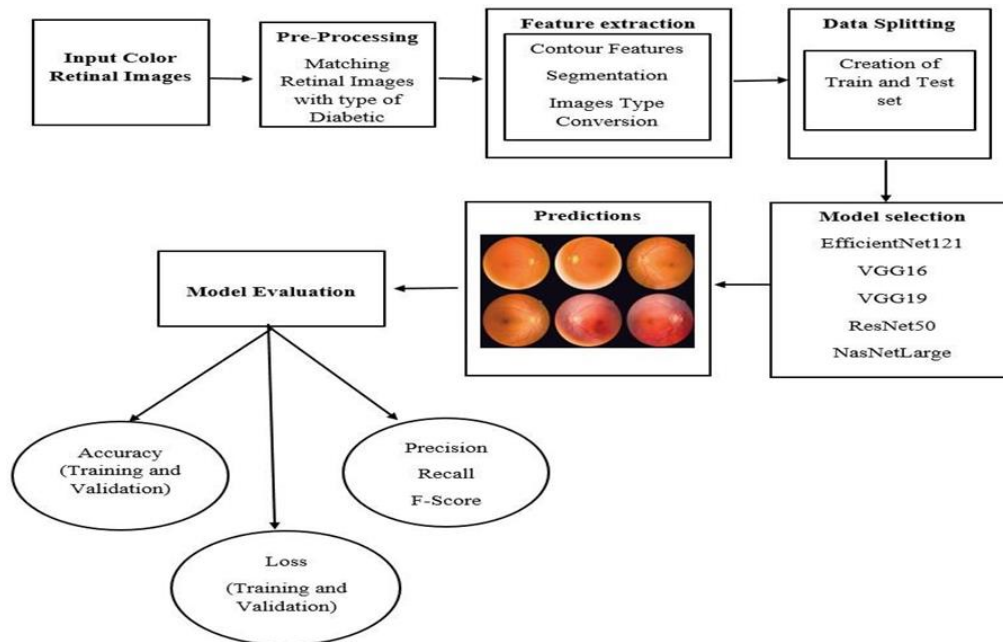 Input Color
Retinal Images
Pre-Processing
Matching
Retinal Images
with type of
Diabetic
Feature extraction
Contour Features
Segmentation
Images Type
Conversion
Data Splitting
Creation of
Train and Test
set
Model selection
EfficientNet121
VGG16
VGG19
ResNet50
NasNetLarge
Predictions
Model Evaluation
Accuracy
(Training and
Validation)
Loss
(Training and
Validation)
Precision
Recall
F-Score